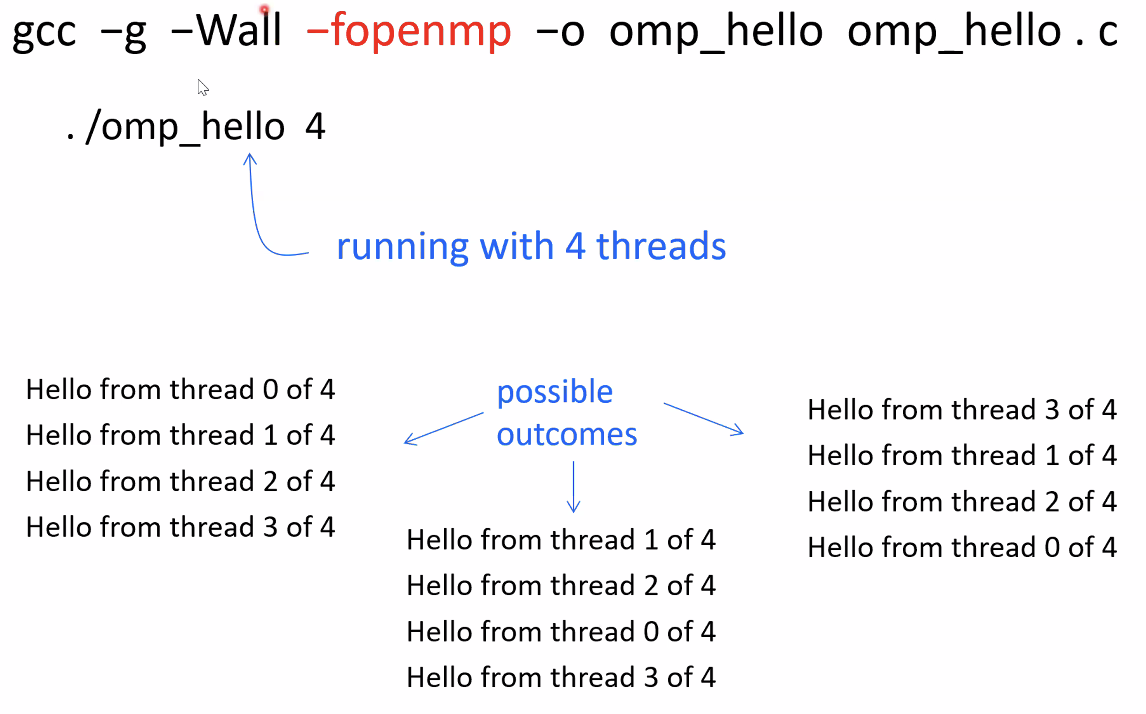 gcc −g −Wall −fopenmp −o omp_hello omp_hello . c
. /omp_hello 4
running with 4 threads
possible
outcomes
Hello from thread 0 of 4
Hello from thread 1 of 4
Hello from thread 2 of 4
Hello from thread 3 of 4
Hello from thread 1 of 4
Hello from thread 2 of 4
Hello from thread 0 of 4
Hello from thread 3 of 4
Hello from thread 3 of 4
Hello from thread 1 of 4
Hello from thread 2 of 4
Hello from thread 0 of 4